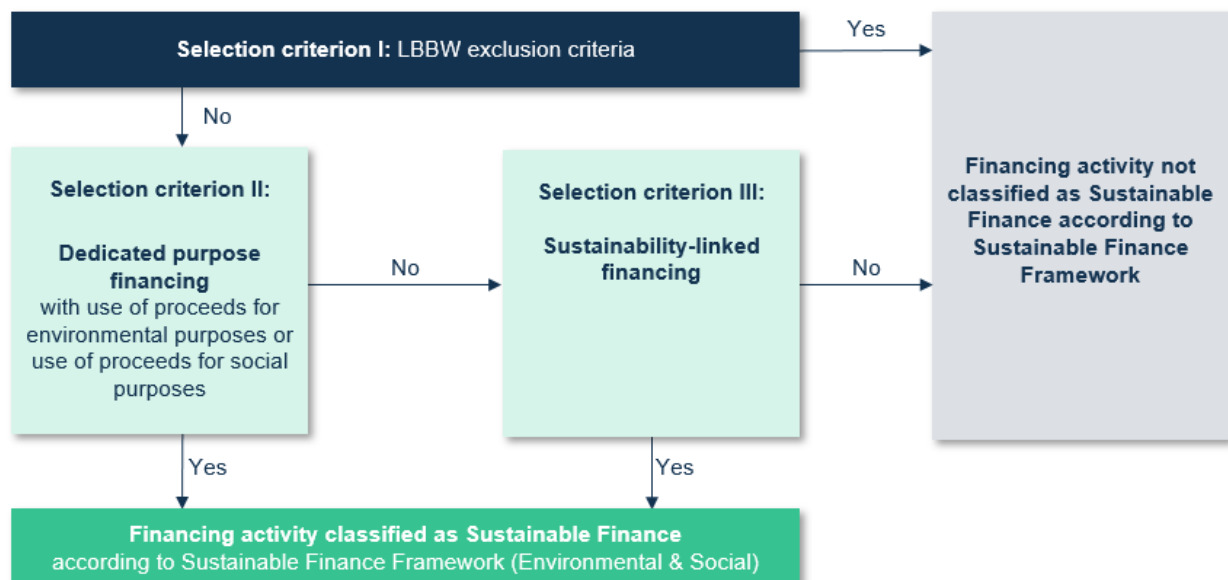 Selection criterion I: LBBW exclusion criteria
Yes
No
Selection criterion II:
Dedicated purpose
financing
with use of proceeds for
environmental purposes or
use of proceeds for social
purposes
No
Selection criterion III:
Sustainability-linked
financing
No
Financing activity not
classified as Sustainable
Finance according to
Sustainable Finance
Framework
Yes
Yes
Financing activity classified as Sustainable Finance
according to Sustainable Finance Framework (Environmental & Social)